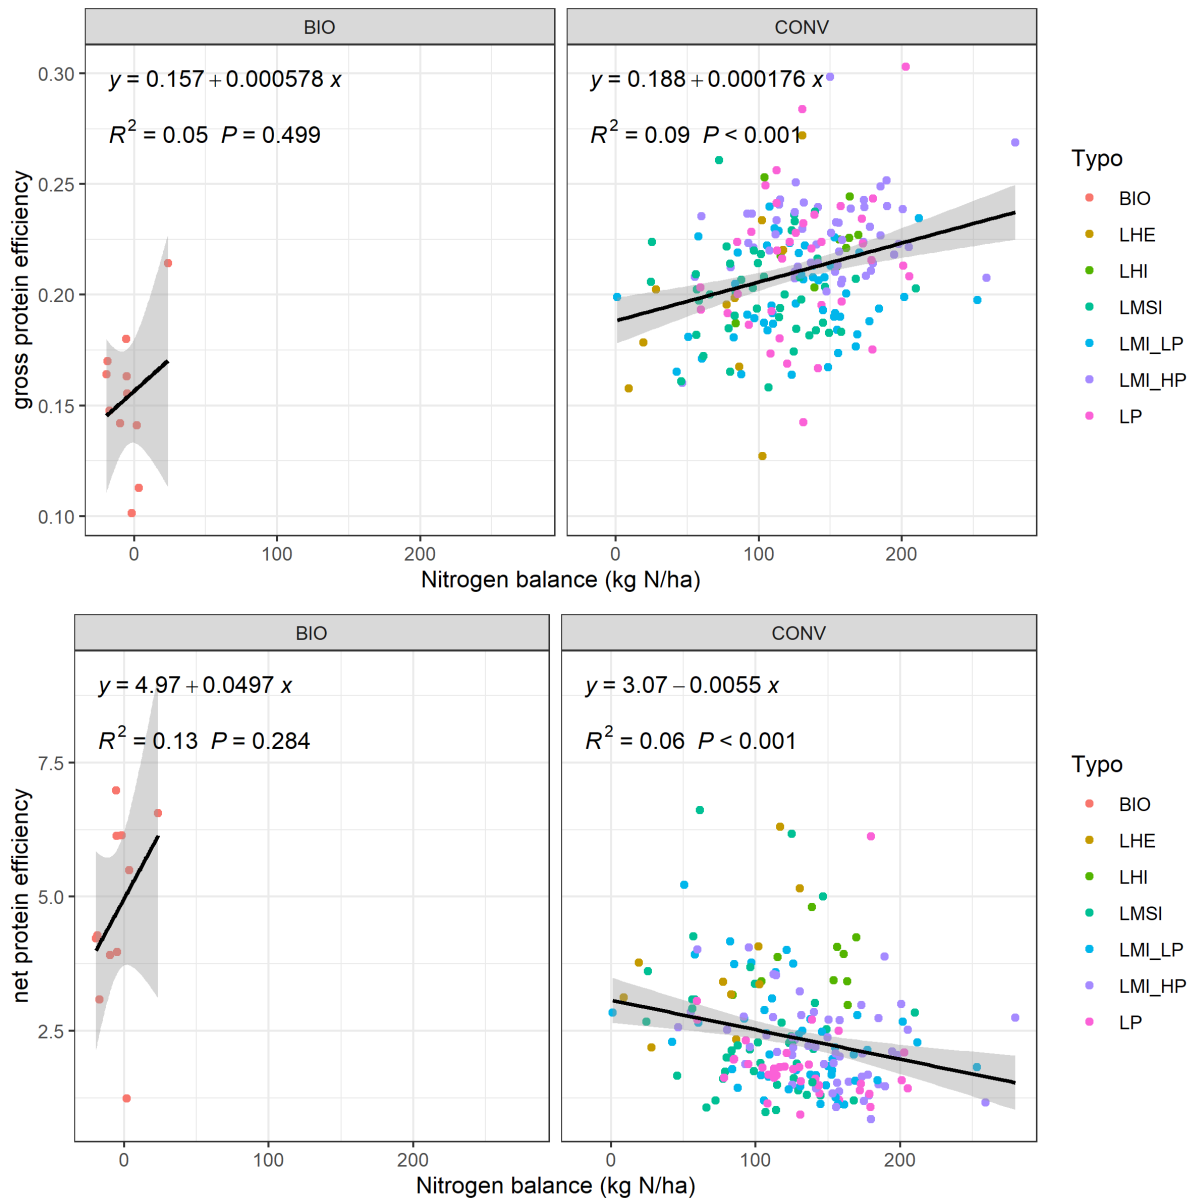 BIO
CONV
y = 0.157 + 0.000578 x
R² = 0.05 P = 0.499
y = 0.188 + 0.000176 x
R² = 0.09 P < 0.001
gross protein efficiency
0.30
0.25
0.20
0.15
0.10
0 100 200
0 100 200
Nitrogen balance (kg N/ha)
Typo
BIO
LHE
LHI
LMSI
LMI_LP
LMI_HP
LP
BIO
CONV
y = 4.97 + 0.0497 x
R² = 0.13 P = 0.284
y = 3.07 − 0.0055 x
R² = 0.06 P < 0.001
net protein efficiency
7.5
5.0
2.5
0 100 200
0 100 200
Nitrogen balance (kg N/ha)
Typo
BIO
LHE
LHI
LMSI
LMI_LP
LMI_HP
LP